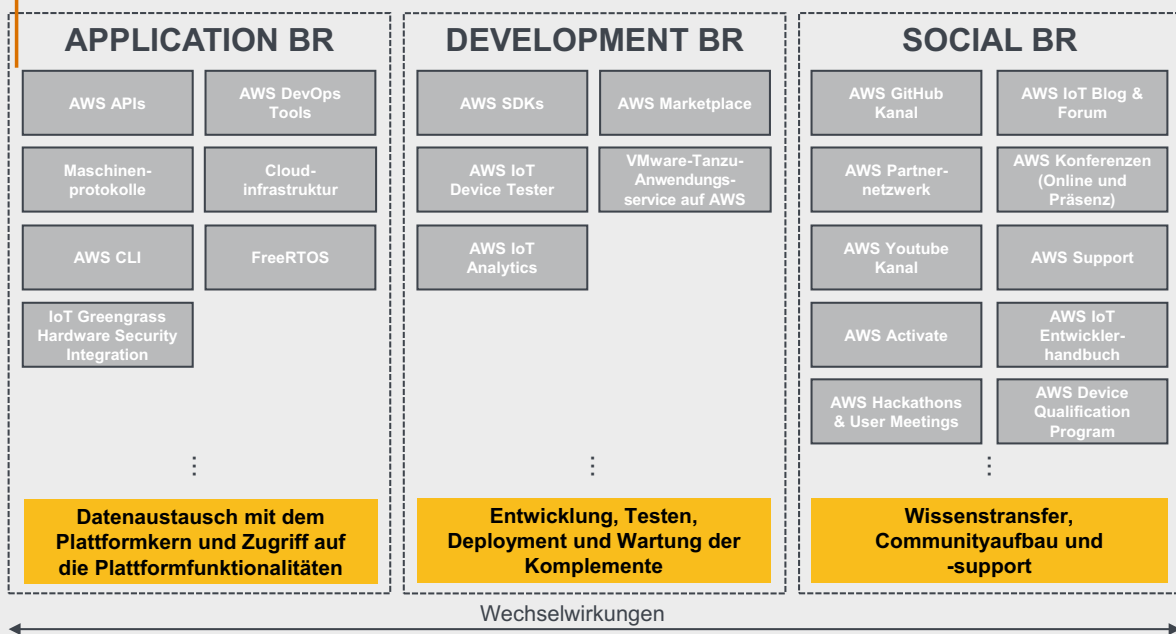 APPLICATION BR
AWS APIs
AWS DevOps
Tools
Maschinen-
protokolle
Cloud-
infrastruktur
AWS CLI
FreeRTOS
IoT Greengrass
Hardware Security
Integration
⋮
Datenaustausch mit dem
Plattformkern und Zugriff auf
die Plattformfunktionalitäten
DEVELOPMENT BR
AWS SDKs
AWS Marketplace
AWS IoT
Device Tester
VMware-Tanzu-
Anwendungs-
service auf AWS
AWS IoT
Analytics
⋮
Entwicklung, Testen,
Deployment und Wartung der
Komplemente
SOCIAL BR
AWS GitHub
Kanal
AWS IoT Blog &
Forum
AWS Partner-
netzwerk
AWS Konferenzen
(Online und
Präsenz)
AWS Youtube
Kanal
AWS Support
AWS Activate
AWS IoT
Entwickler-
handbuch
AWS Hackathons
& User Meetings
AWS Device
Qualification
Program
⋮
Wissenstransfer,
Communityaufbau und
-support
Wechselwirkungen